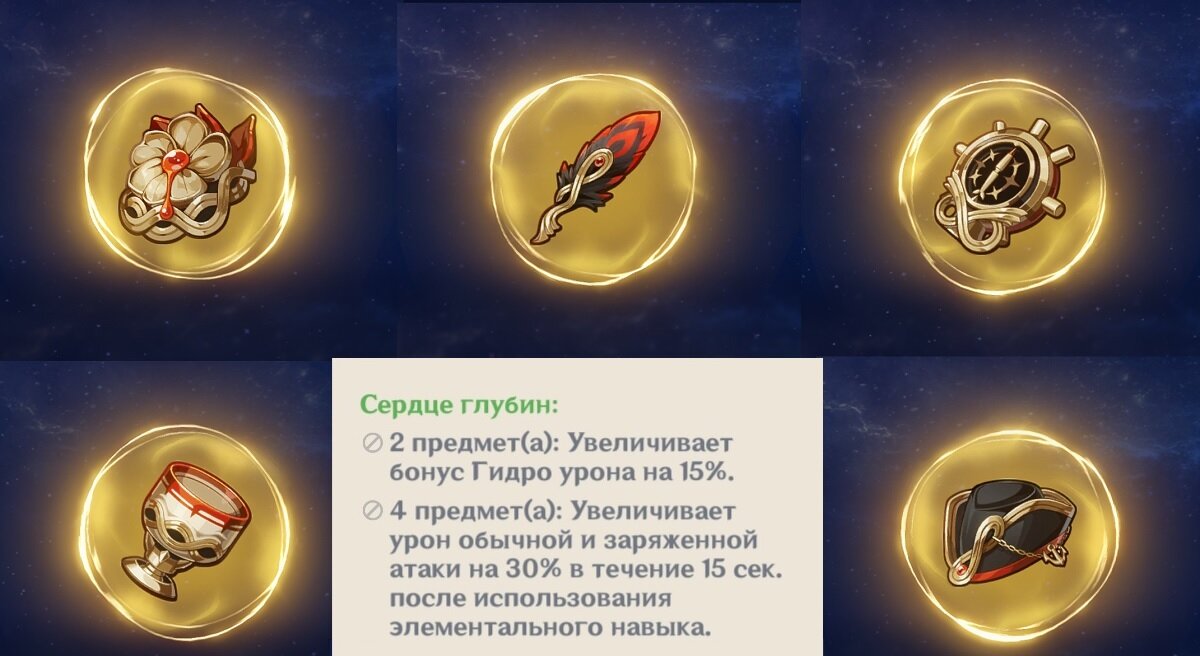 Сердце глубин:
2 предмет(а): Увеличивает
бонус Гидро урона на 15%.
4 предмет(а): Увеличивает
урон обычной и заряженной
атаки на 30% в течение 15 сек.
после использования
элементального навыка.